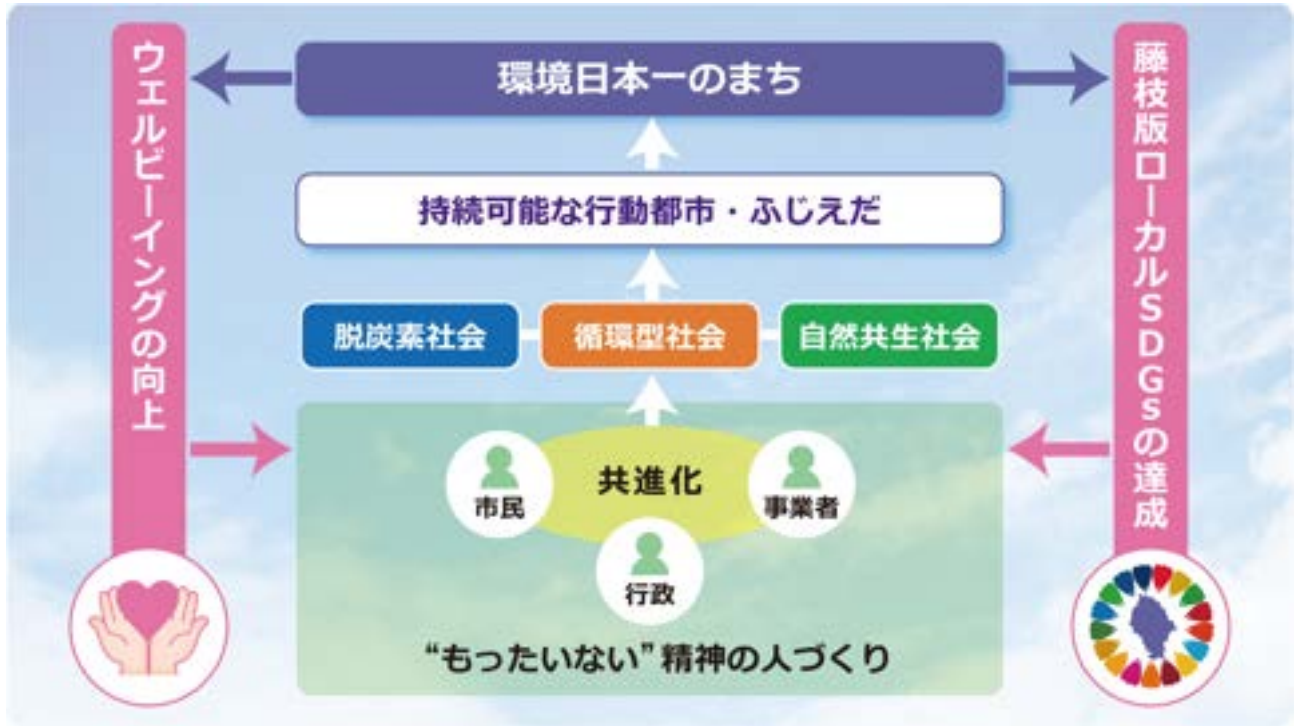 環境日本一のまち
持続可能な行動都市・ふじえだ
脱炭素社会
循環型社会
自然共生社会
共進化
市民
事業者
行政
“もったいない”精神の人づくり
ウェルビーイングの向上
藤枝版ローカルSDGsの達成